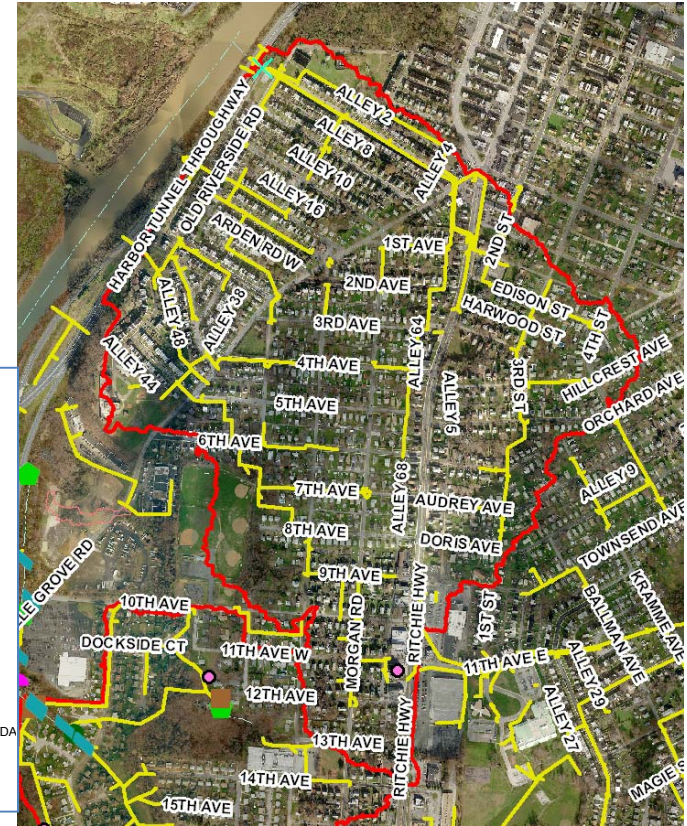 ALLEY 2
ALLEY 8
ALLEY 4
HARBOR TUNNEL THROUGHWAY
OLD RIVERSIDE RD
ALLEY 10
ALLEY 16
ARDEN RD W
1ST AVE
2ND ST
2ND AVE
EDISON ST
HARWOOD ST
4TH ST
ALLEY 48
ALLEY 38
3RD AVE
ALLEY 64
ALLEY 44
4TH AVE
3RD ST
HILLCREST AVE
ALLEY 5
5TH AVE
ORCHARD AVE
6TH AVE
7TH AVE
ALLEY 68
AUDREY AVE
ALLEY 9
8TH AVE
DORIS AVE
TOWNSEND AVE
LE GROVE RD
9TH AVE
RITCHIE HWY
1ST ST
BALLMAN AVE
KRAMME AVE
10TH AVE
MORGAN RD
DOCKSIDE CT
11TH AVE W
11TH AVE E
ALLEY 29
12TH AVE
RITCHIE HWY
ALLEY 27
DA
13TH AVE
14TH AVE
MAGIE S
15TH AVE